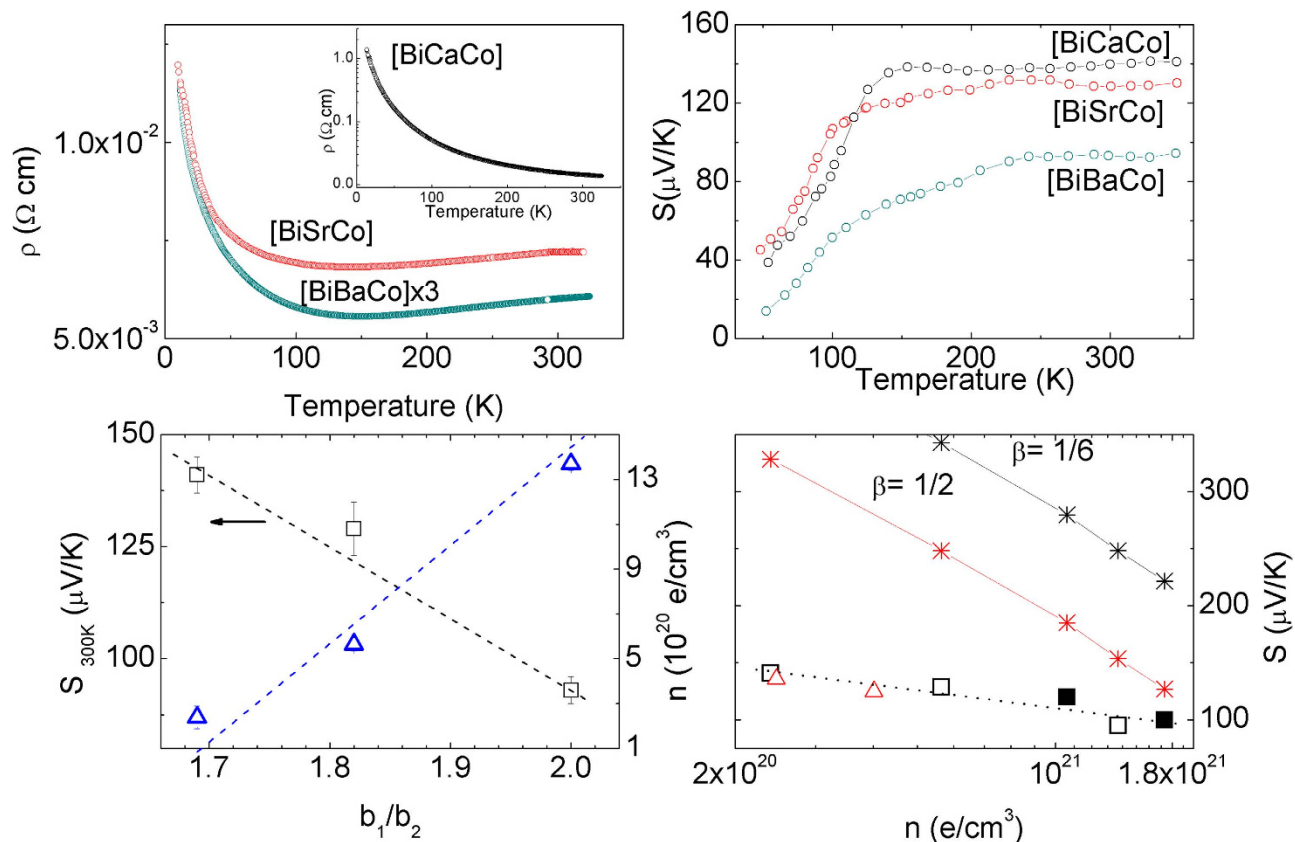 [BiCaCo]
1.0
0.1
0.0
ρ (Ω cm)
0 100 200 300
Temperature (K)
1.0x10⁻²
5.0x10⁻³
ρ (Ω cm)
[BiSrCo]
[BiBaCo]x3
0 100 200 300
Temperature (K)
160
120
80
40
0
S(μV/K)
[BiCaCo]
[BiSrCo]
[BiBaCo]
100 200 300
Temperature (K)
150
125
100
S 300K (μV/K)
13
9
5
1
n (10²⁰ e/cm³)
1.7 1.8 1.9 2.0
b₁/b₂
β= 1/6
β= 1/2
300
200
100
S (μV/K)
2x10²⁰ 10²¹ 1.8x10²¹
n (e/cm³)